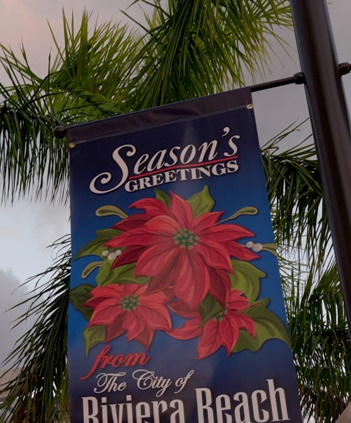 Season's
GREETINGS
from
The City of
Riviera Beach